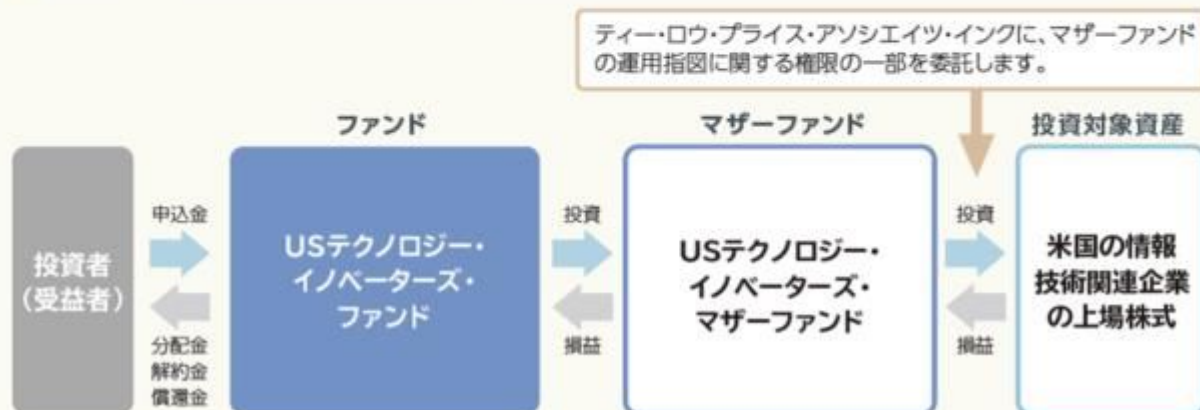 ティー・ロウ・プライス・アソシエイツ・インクに、マザーファンド
の運用指図に関する権限の一部を委託します。
ファンド
マザーファンド
投資対象資産
投資者
（受益者）
申込金
分配金
解約金
償還金
USテクノロジー・
イノベーターズ・
ファンド
投資
損益
USテクノロジー・
イノベーターズ・
マザーファンド
投資
損益
米国の情報
技術関連企業
の上場株式